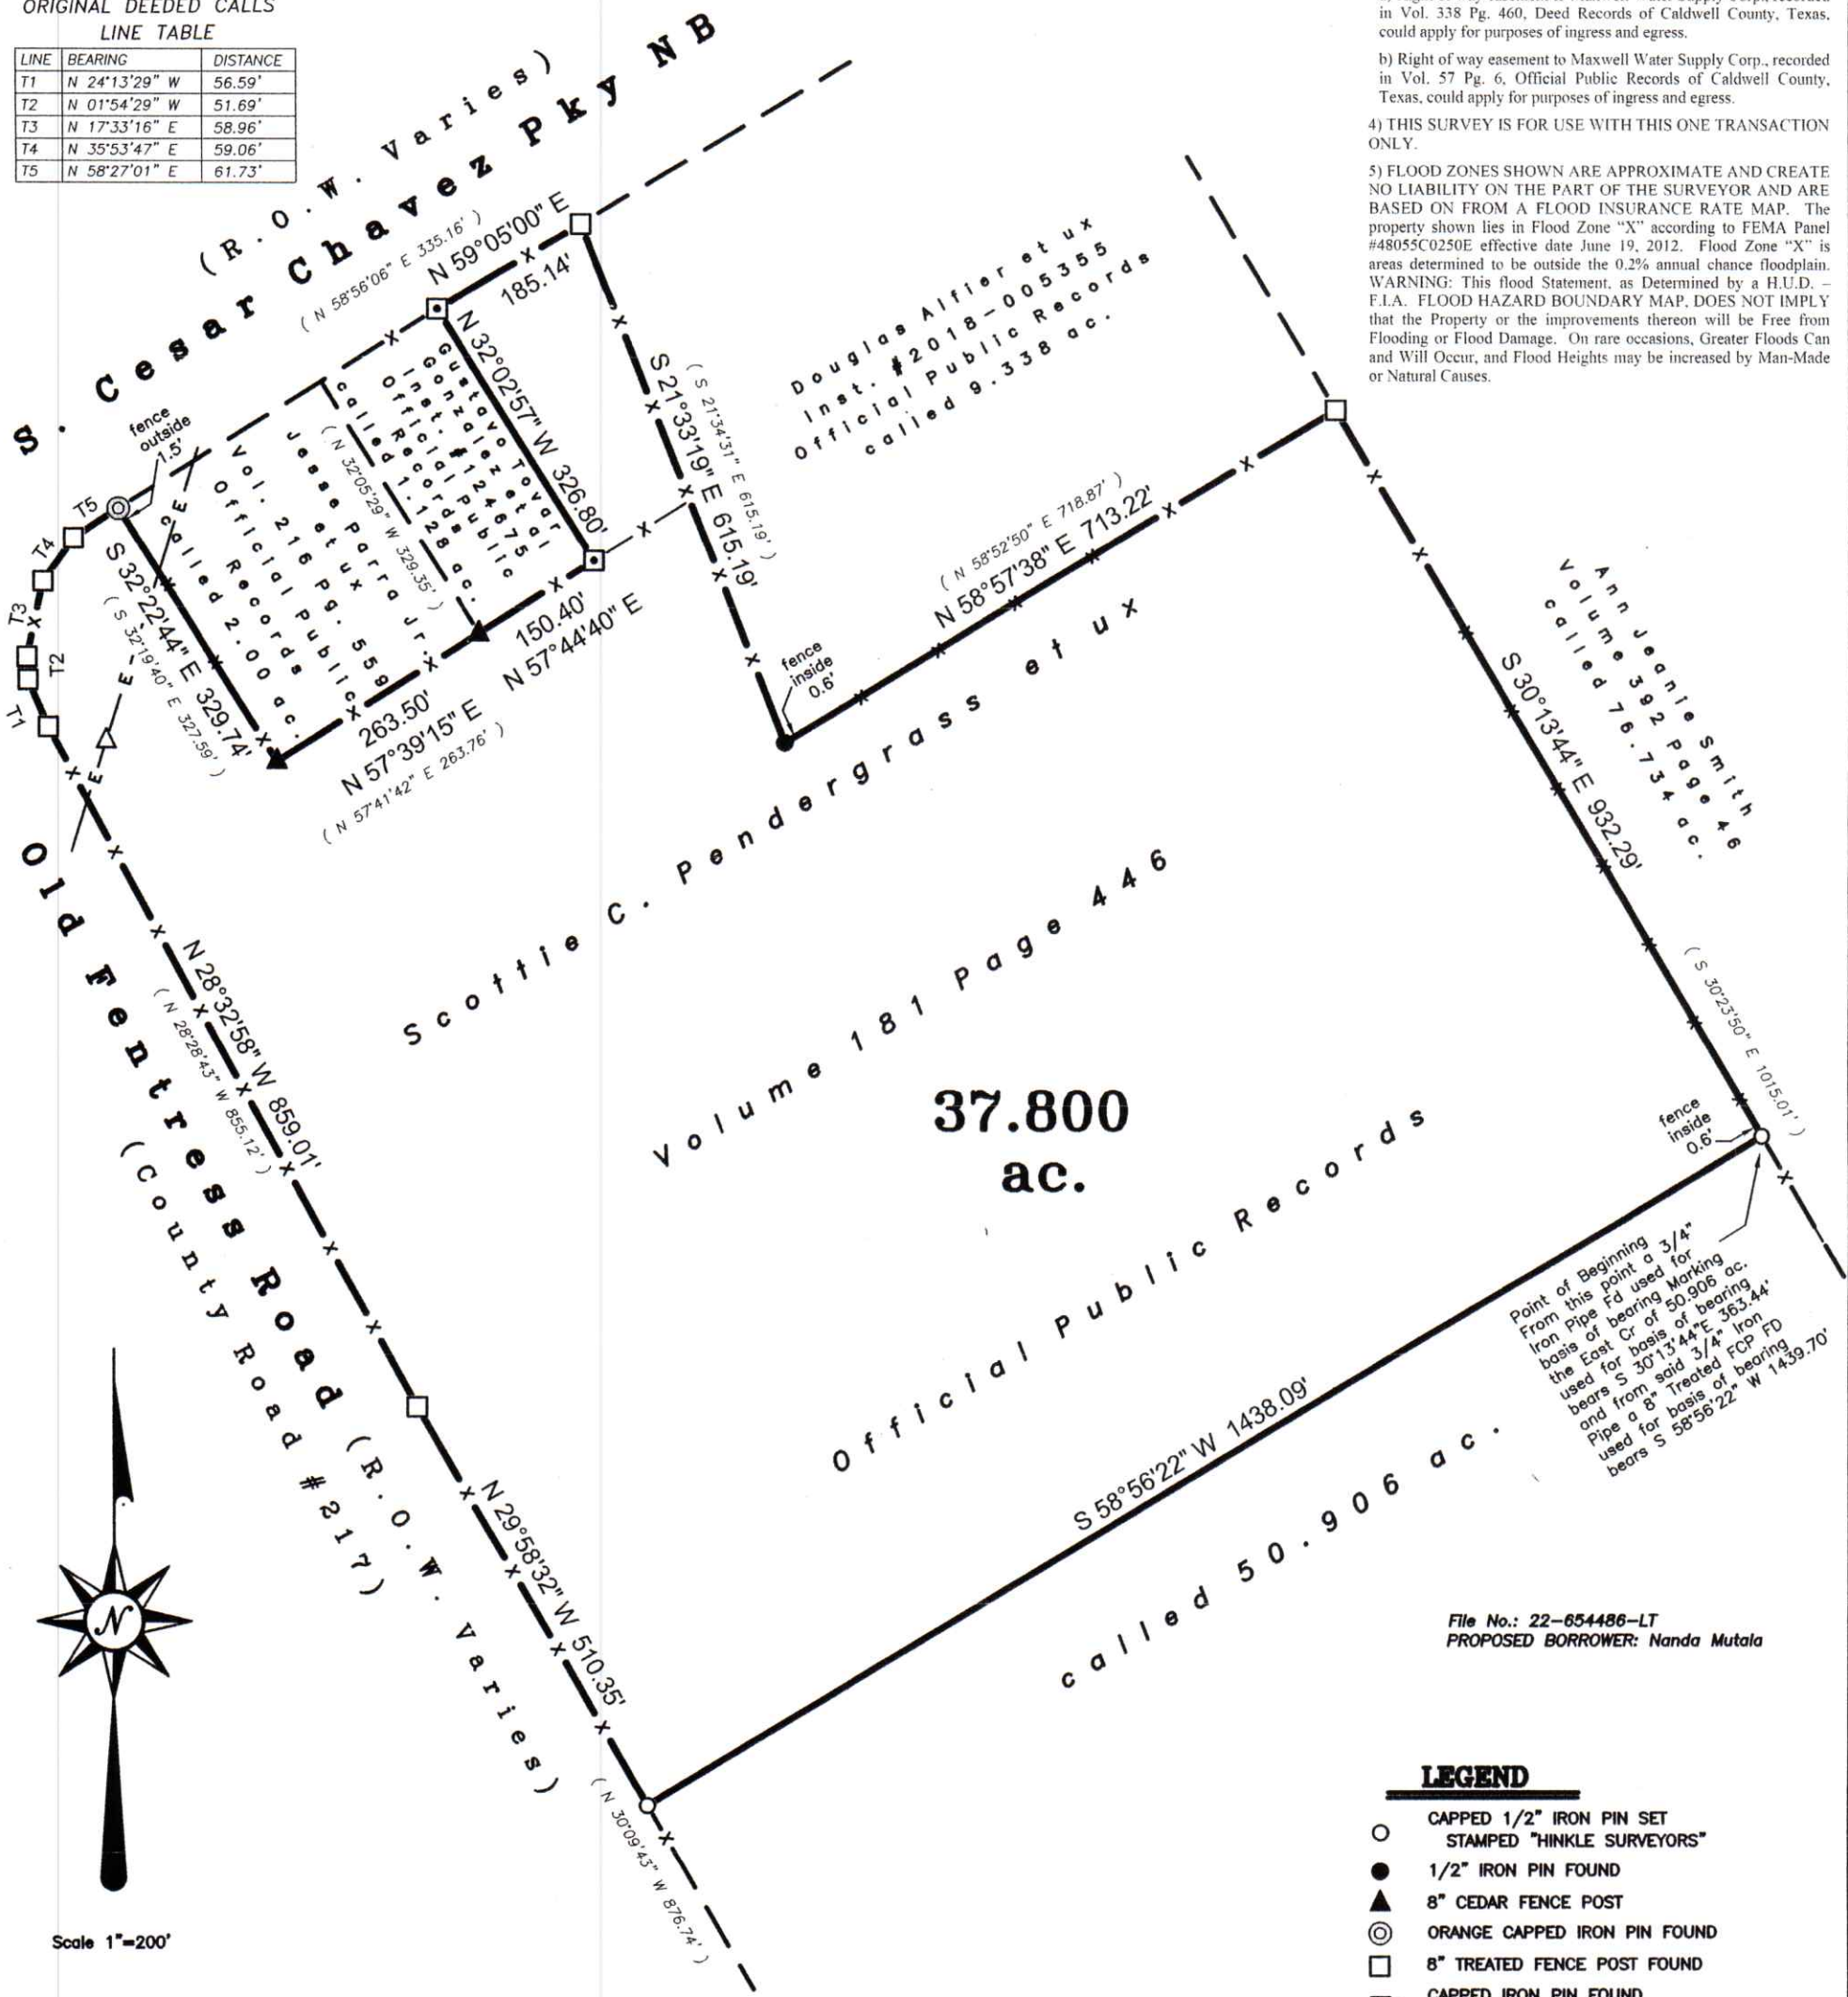 ORIGINAL DEEDED CALLS
LINE TABLE
LINE BEARING DISTANCE
T1 N 24°13'29" W 56.59'
T2 N 01°54'29" W 51.69'
T3 N 17°33'16" E 58.96'
T4 N 35°53'47" E 59.06'
T5 N 58°27'01" E 61.73'
in Vol. 338 Pg. 460, Deed Records of Caldwell County, Texas,
could apply for purposes of ingress and egress.
b) Right of way easement to Maxwell Water Supply Corp., recorded
in Vol. 57 Pg. 6, Official Public Records of Caldwell County,
Texas, could apply for purposes of ingress and egress.
4) THIS SURVEY IS FOR USE WITH THIS ONE TRANSACTION
ONLY.
5) FLOOD ZONES SHOWN ARE APPROXIMATE AND CREATE
NO LIABILITY ON THE PART OF THE SURVEYOR AND ARE
BASED ON FROM A FLOOD INSURANCE RATE MAP. The
property shown lies in Flood Zone “X” according to FEMA Panel
#48055C0250E effective date June 19, 2012. Flood Zone “X” is
areas determined to be outside the 0.2% annual chance floodplain.
WARNING: This flood Statement, as Determined by a H.U.D. –
F.I.A. FLOOD HAZARD BOUNDARY MAP, DOES NOT IMPLY
that the Property or the improvements thereon will be Free from
Flooding or Flood Damage. On rare occasions, Greater Floods Can
and Will Occur, and Flood Heights may be increased by Man-Made
or Natural Causes.
(R.O.W. Varies)
S. Cesar Chavez Pky NB
( N 58°56'06" E 335.16' )
N 59°05'00" E
185.14'
fence
outside
1.5'
T5
T4
T3
T2
T1
E
E
E
S 32°22'44" E 329.74'
( S 32°19'40" E 327.59' )
Jesse Parra Jr.
et ux
Vol. 216 Pg. 559
Official Public
Records
called 2.00 ac.
( N 32°05'29" W 329.35' )
Gustavo Tovar
Gonzalez et al
Inst. #124675
Official Public
Records
called 1.128 ac.
N 32°02'57" W 326.80'
S 21°33'19" E 615.19'
( S 21°34'31" E 615.19' )
Douglas Alfier et ux
Inst. #2018-005355
Official Public Records
called 9.338 ac.
150.40'
N 57°44'40" E
263.50'
N 57°39'15" E
( N 57°41'42" E 263.76' )
fence
inside
0.6'
( N 58°52'50" E 718.87' )
N 58°57'38" E 713.22'
Ann Jeanie Smith
Volume 392 Page 46
called 76.734 ac.
S 30°13'44" E 932.29'
( S 30°23'50" E 1015.01' )
fence
inside
0.6'
Scottie C. Pendergrass et ux
Volume 181 Page 446
37.800
ac.
Official Public Records
called 50.906 ac.
N 28°32'58" W 859.01'
( N 28°28'43" W 855.12' )
Old Fentress Road (R.O.W. Varies)
(County Road #217)
N 29°58'32" W 510.35'
( N 30°09'43" W 876.74' )
S 58°56'22" W 1438.09'
Point of Beginning
From this point a 3/4"
Iron Pipe Fd used for
basis of bearing Marking
the East Cr of 50.906 ac.
used for basis of bearing
bears S 30°13'44"E 363.44'
and from said 3/4" Iron
Pipe a 8" Treated FCP FD
used for basis of bearing
bears S 58°56'22" W 1439.70'
N
Scale 1"=200'
File No.: 22-654486-LT
PROPOSED BORROWER: Nanda Mutala
LEGEND
CAPPED 1/2" IRON PIN SET
STAMPED "HINKLE SURVEYORS"
1/2" IRON PIN FOUND
8" CEDAR FENCE POST
ORANGE CAPPED IRON PIN FOUND
8" TREATED FENCE POST FOUND
CAPPED IRON PIN FOUND